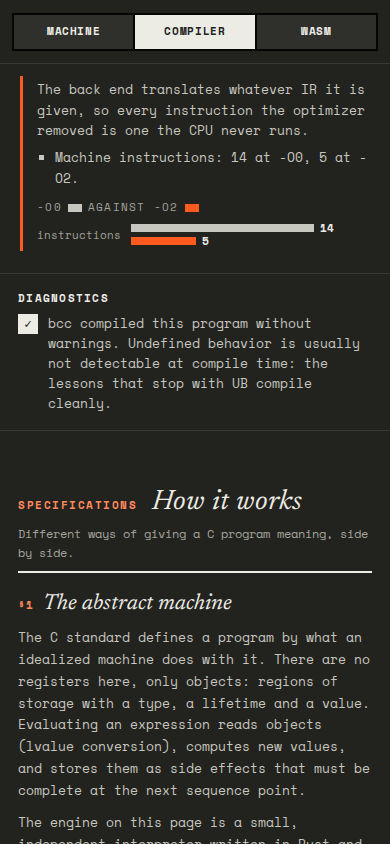 MACHINE
COMPILER
WASM
The back end translates whatever IR it is
given, so every instruction the optimizer
removed is one the CPU never runs.
Machine instructions: 14 at -O0, 5 at -
O2.
-O0 AGAINST -O2
instructions 14
5
DIAGNOSTICS
✓ bcc compiled this program without
warnings. Undefined behavior is usually
not detectable at compile time: the
lessons that stop with UB compile
cleanly.
SPECIFICATIONS How it works
Different ways of giving a C program meaning, side
by side.
§1 The abstract machine
The C standard defines a program by what an
idealized machine does with it. There are no
registers here, only objects: regions of
storage with a type, a lifetime and a value.
Evaluating an expression reads objects
(lvalue conversion), computes new values,
and stores them as side effects that must be
complete at the next sequence point.
The engine on this page is a small,
independent interpreter written in Rust and